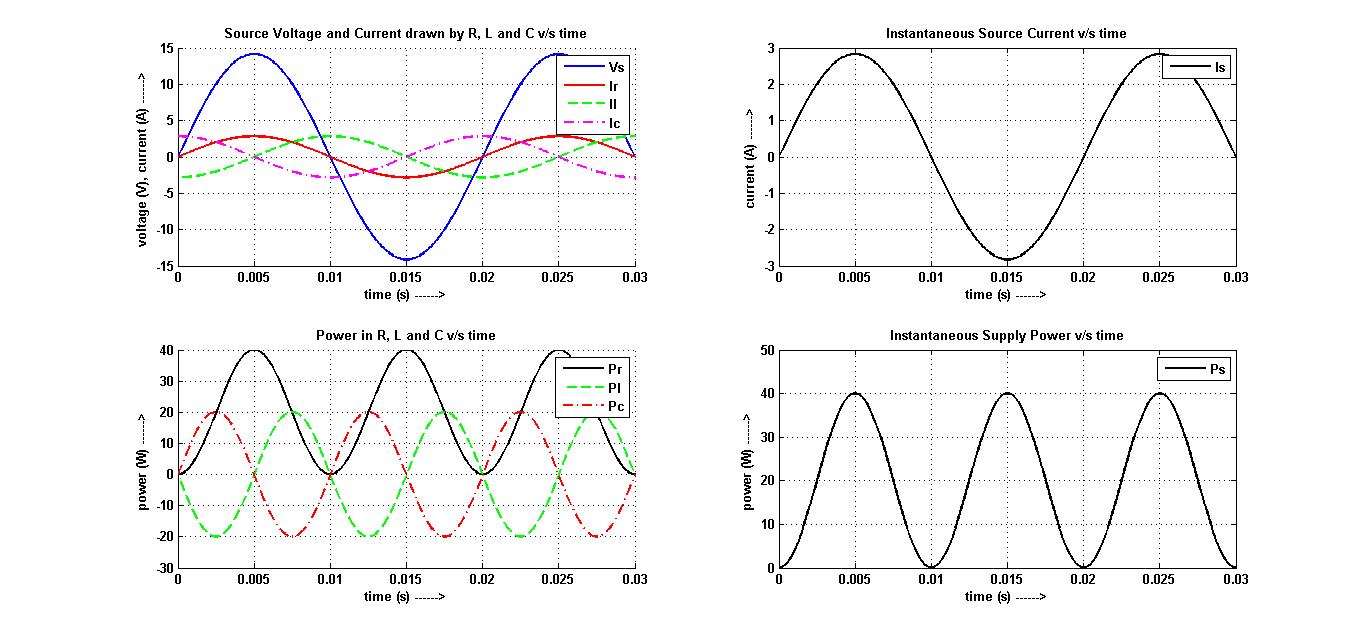 Source Voltage and Current drawn by R, L and C v/s time
15
10
5
0
-5
-10
-15
voltage (V), current (A) ----->
Vs
Ir
Il
Ic
0 0.005 0.01 0.015 0.02 0.025 0.03
time (s) ------>
Instantaneous Source Current v/s time
3
2
1
0
-1
-2
-3
current (A) ----->
Is
0 0.005 0.01 0.015 0.02 0.025 0.03
time (s) ------>
Power in R, L and C v/s time
40
30
20
10
0
-10
-20
-30
power (W) ----->
Pr
Pl
Pc
0 0.005 0.01 0.015 0.02 0.025 0.03
time (s) ------>
Instantaneous Supply Power v/s time
50
40
30
20
10
0
power (W) ----->
Ps
0 0.005 0.01 0.015 0.02 0.025 0.03
time (s) ------>